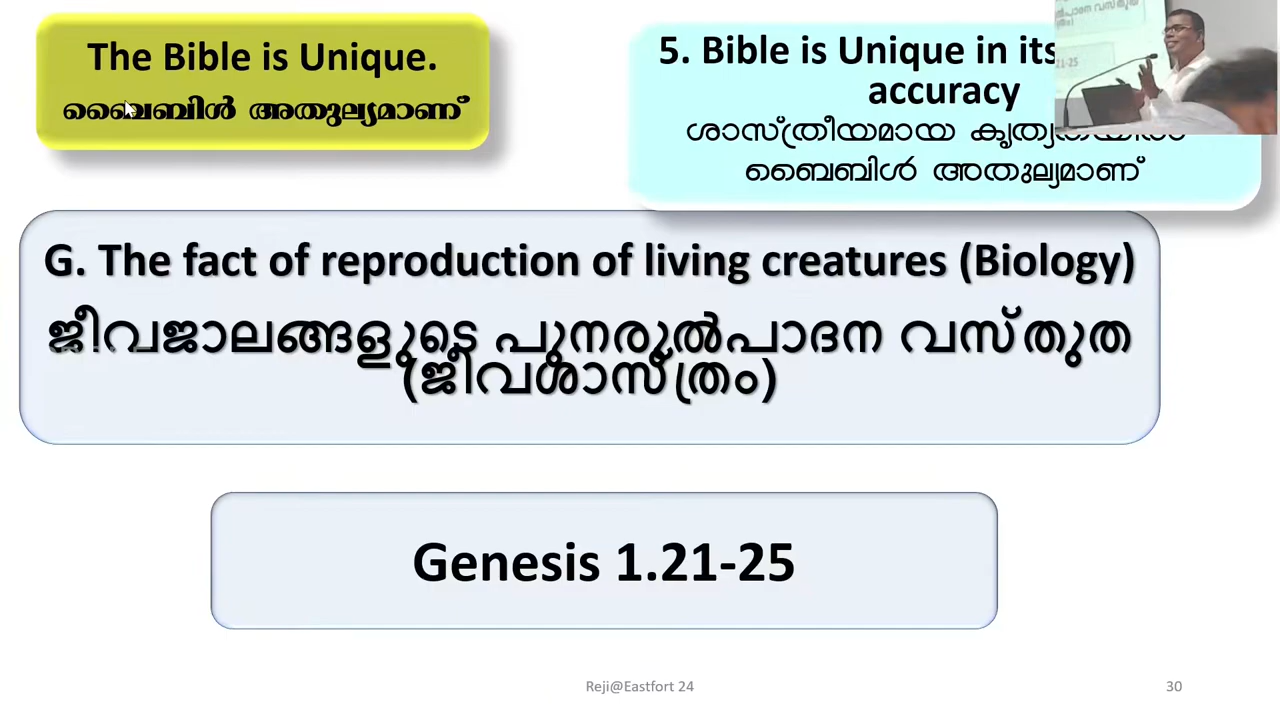 The Bible is Unique.
ബൈബിൾ അതുല്യമാണ്
5. Bible is Unique in its
accuracy
ശാസ്ത്രീയമായ കൃത്യതയിൽ
ബൈബിൾ അതുല്യമാണ്
G. The fact of reproduction of living creatures (Biology)
ജീവജാലങ്ങളുടെ പുനരുൽപാദന വസ്തുത
(ജീവശാസ്ത്രം)
Genesis 1.21-25
Reji@Eastfort 24
30